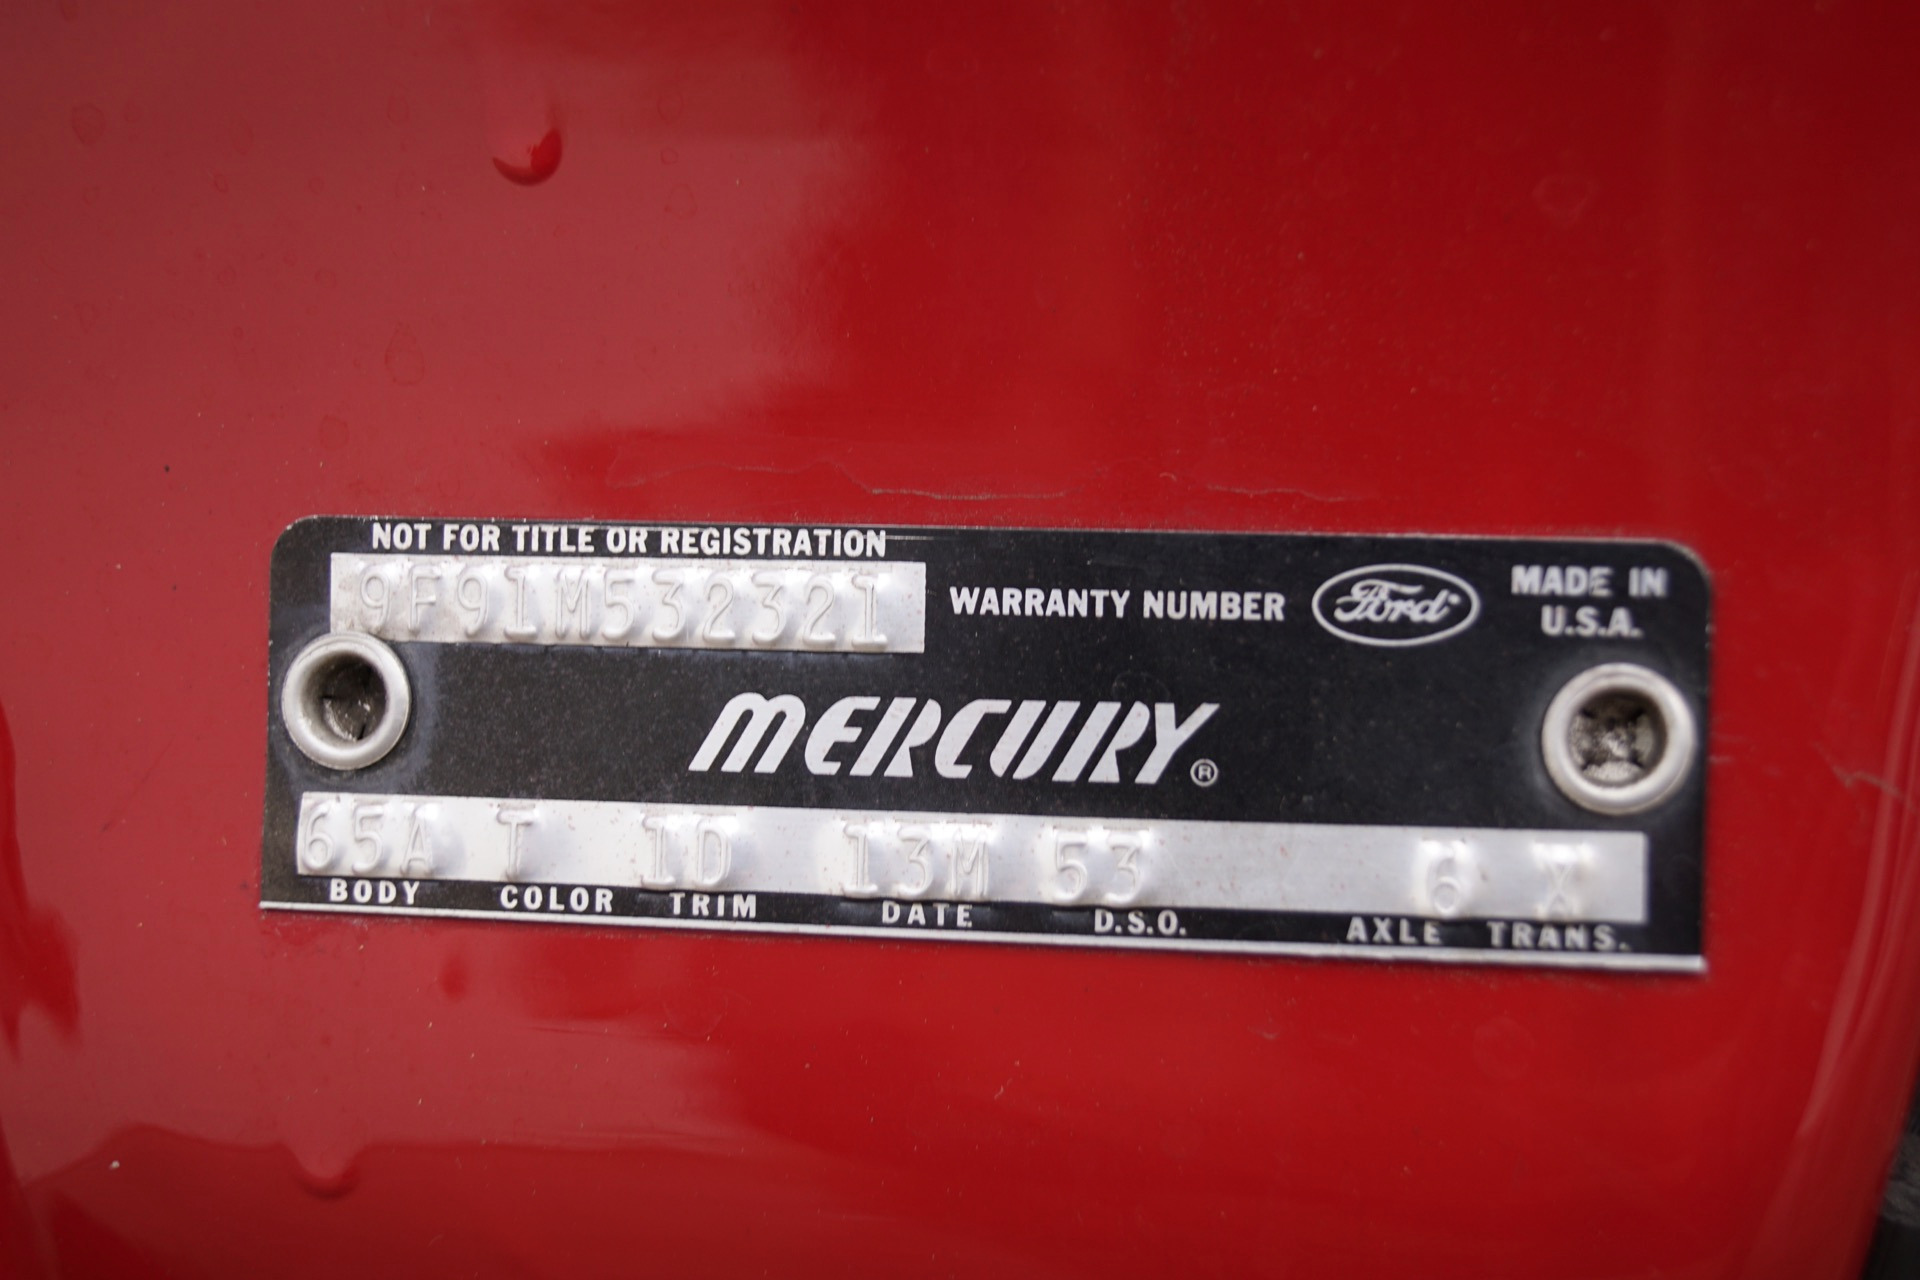 NOT FOR TITLE OR REGISTRATION
9F91M532321 WARRANTY NUMBER Ford MADE IN
U.S.A.
MERCURY®
65A T 1D 13M 53 6 X
BODY COLOR TRIM DATE D.S.O. AXLE TRANS.